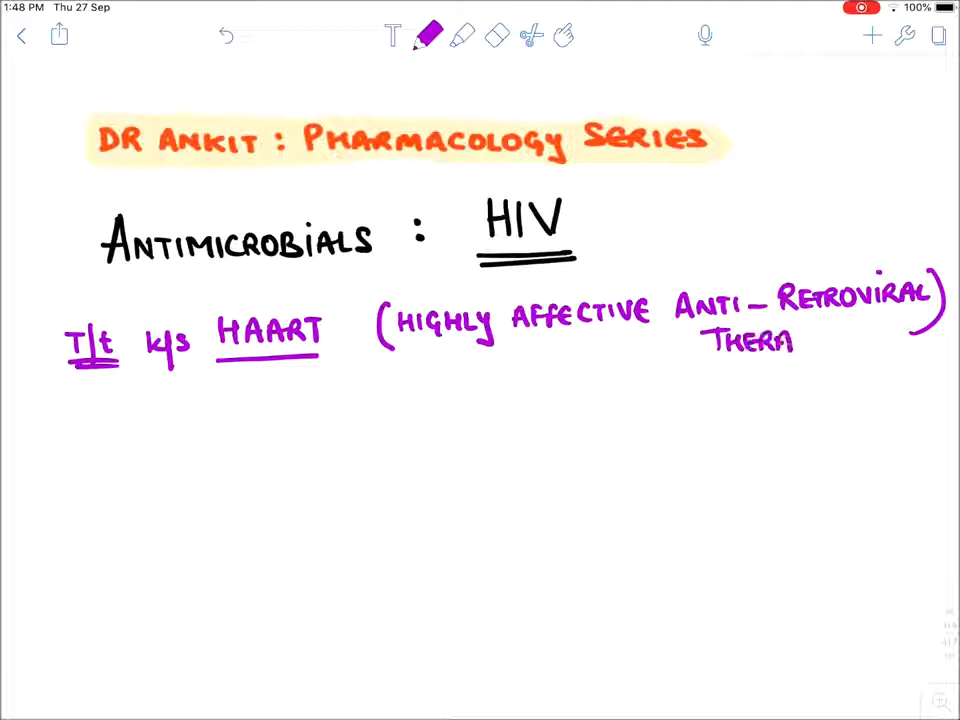 1:48 PM Thu 27 Sep 100%
T
DR ANKIT : PHARMACOLOGY SERIES
ANTIMICROBIALS : HIV
T/t k/s HAART (HIGHLY AFFECTIVE ANTI-RETROVIRAL)
THERA